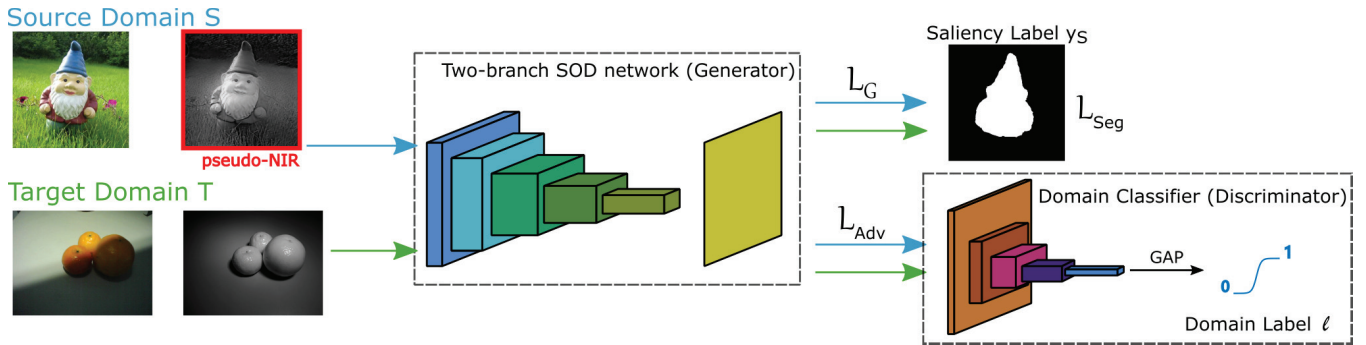 Source Domain S
pseudo-NIR
Target Domain T
Two-branch SOD network (Generator)
L_G
L_Adv
Saliency Label y_S
L_Seg
Domain Classifier (Discriminator)
GAP
0
1
Domain Label ℓ